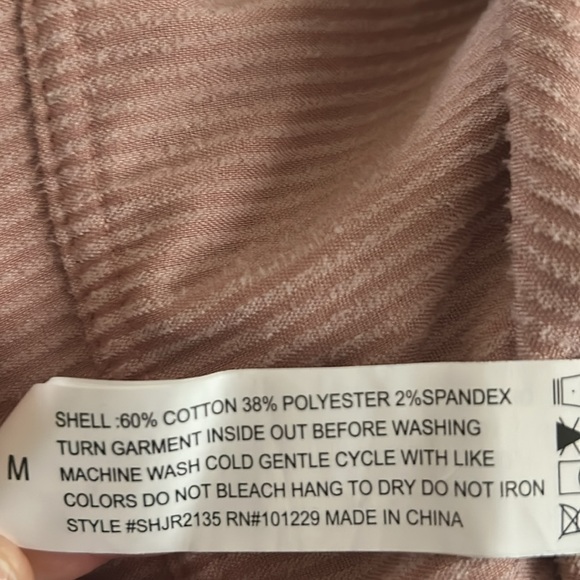 SHELL :60% COTTON 38% POLYESTER 2%SPANDEX
TURN GARMENT INSIDE OUT BEFORE WASHING
M
MACHINE WASH COLD GENTLE CYCLE WITH LIKE
COLORS DO NOT BLEACH HANG TO DRY DO NOT IRON
STYLE #SHJR2135 RN#101229 MADE IN CHINA